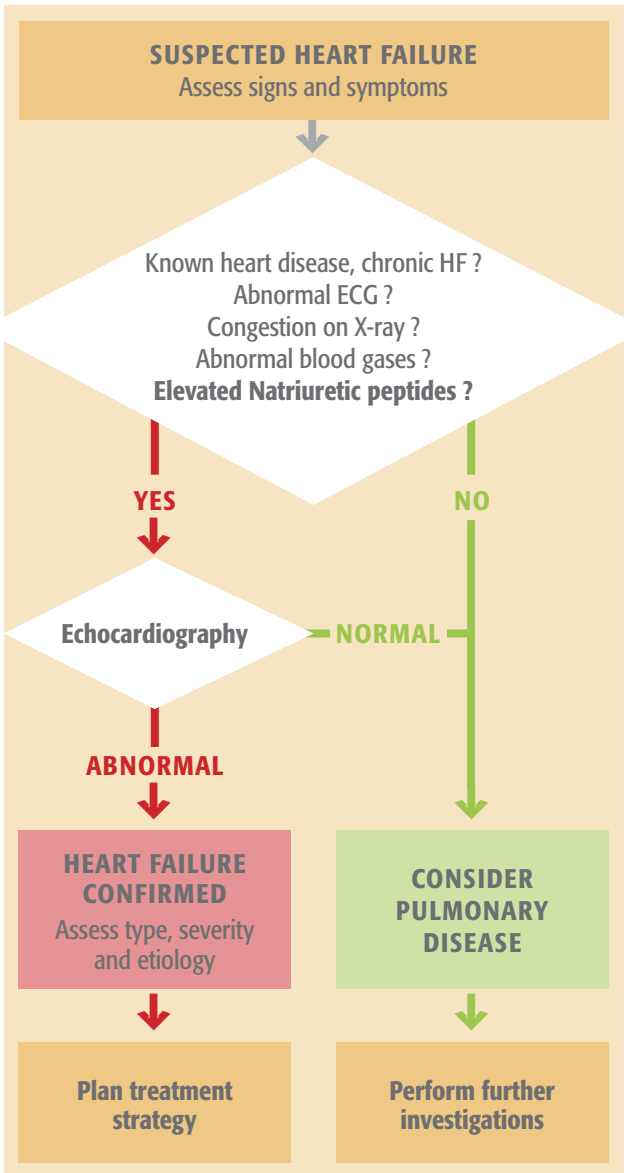 SUSPECTED HEART FAILURE
Assess signs and symptoms
Known heart disease, chronic HF ?
Abnormal ECG ?
Congestion on X-ray ?
Abnormal blood gases ?
Elevated Natriuretic peptides ?
YES
NO
Echocardiography
NORMAL
ABNORMAL
HEART FAILURE
CONFIRMED
Assess type, severity
and etiology
CONSIDER
PULMONARY
DISEASE
Plan treatment
strategy
Perform further
investigations